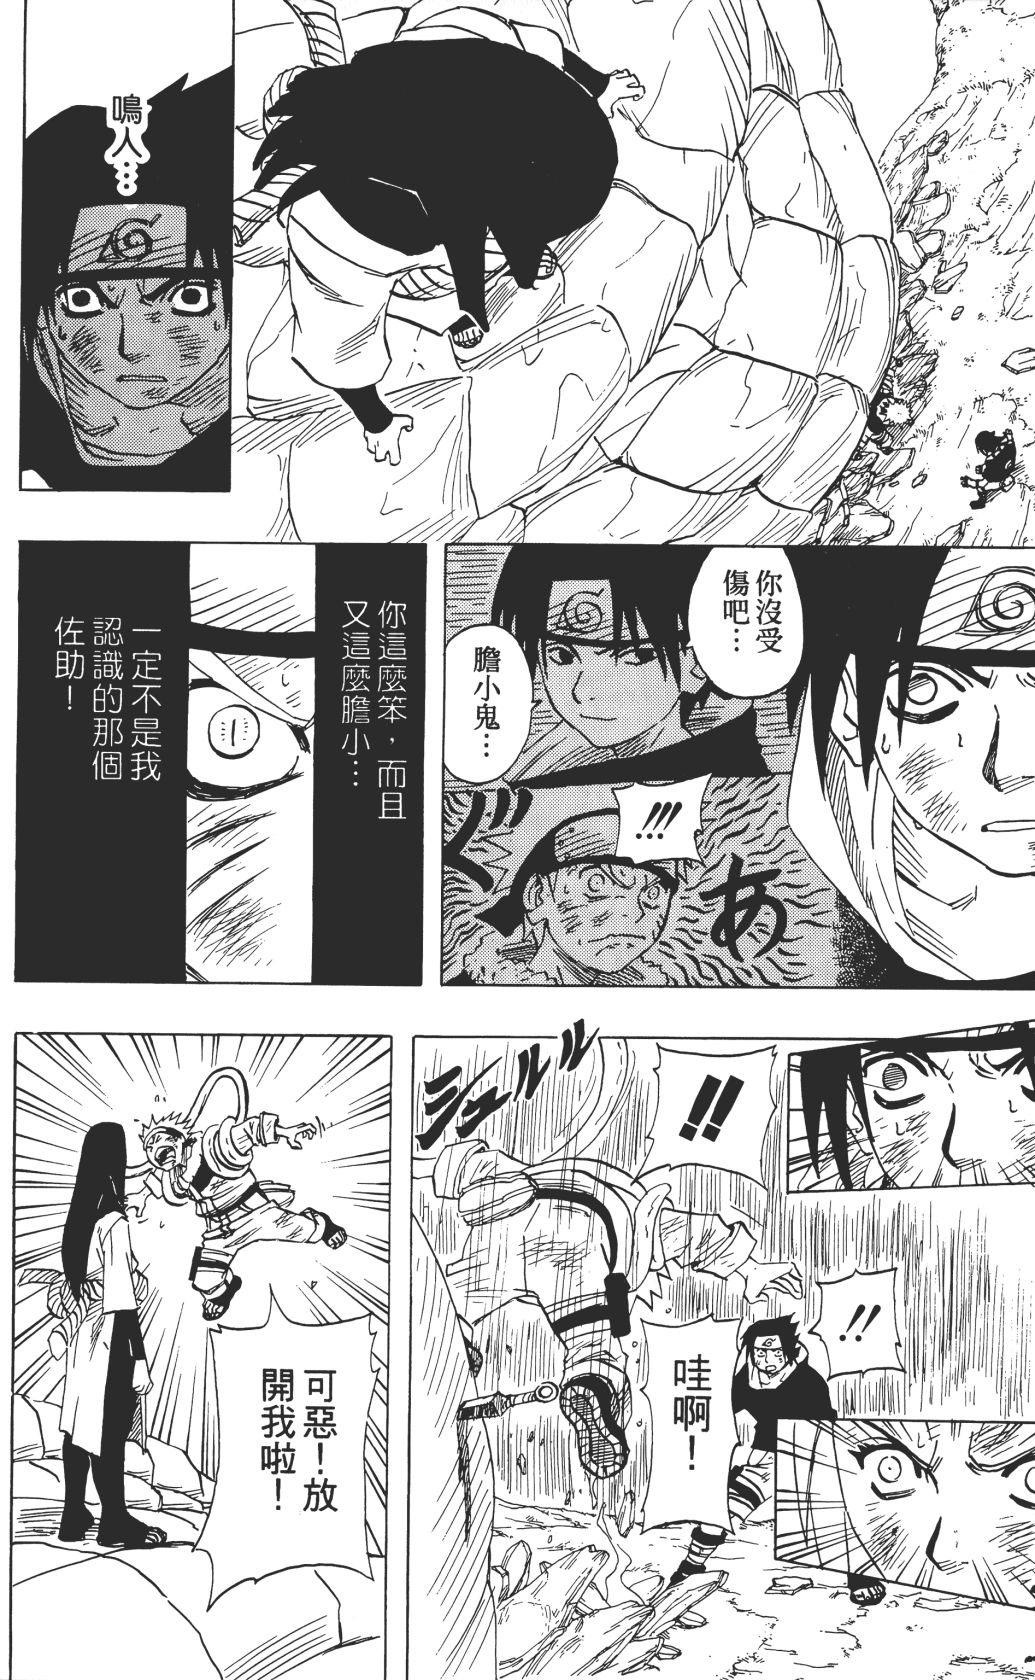 鳴人…
你沒受
傷吧…
膽小鬼…
!!!!
グ
あ
你這麼笨，而且
又這麼膽小…
一定不是我
認識的那個
佐助！
!!
シュルルル
!!
哇啊！
可惡！放
開我啦！